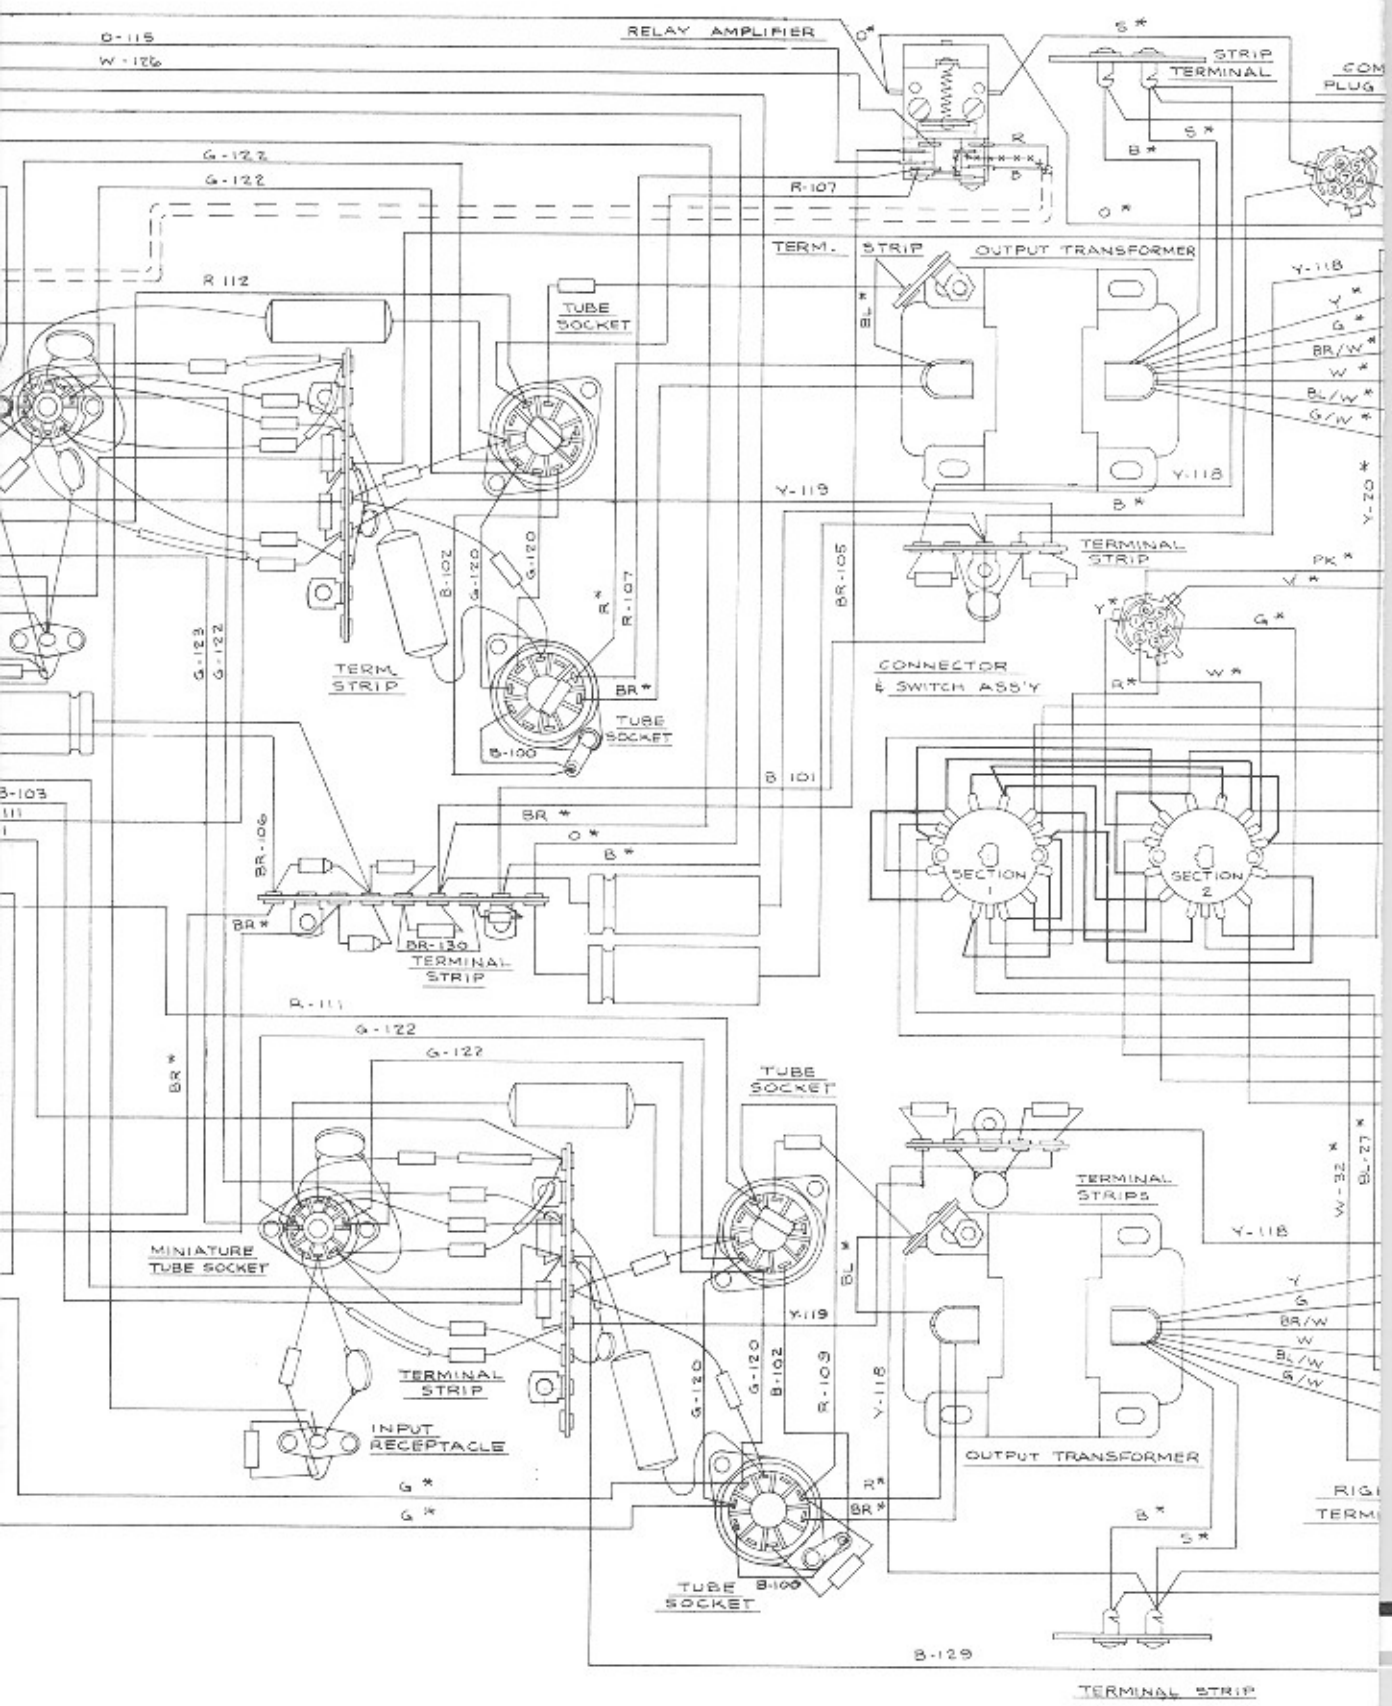 O-115
W-126
RELAY AMPLIFIER
O*
S*
STRIP
TERMINAL
COM
PLUG
G-122
G-122
R
B
R-107
S*
B*
O *
TERM. STRIP
OUTPUT TRANSFORMER
R 112
TUBE
SOCKET
BL*
Y-118
Y *
G *
BR/W *
W *
BL/W *
G/W *
Y-119
Y-118
B *
Y-20*
TERMINAL
STRIP
B-102
G-120
G-120
R*
R-107
BR-105
PK *
V *
Y*
G*
G-123
G-122
TERM.
STRIP
CONNECTOR
& SWITCH ASS'Y
R*
W *
BR*
TUBE
SOCKET
B-100
B 101
B-103
111
1
BR *
O *
B *
BR-106
SECTION
1
SECTION
2
BR*
BR-130
TERMINAL
STRIP
R-111
G-122
G-122
BR *
TUBE
SOCKET
TERMINAL
STRIPS
W-32 *
BL-27 *
Y-118
MINIATURE
TUBE SOCKET
BL *
Y
G
BR/W
W
BL/W
G/W
Y-119
TERMINAL
STRIP
G-120
G-120
B-102
R-109
Y-118
INPUT
RECEPTACLE
OUTPUT TRANSFORMER
G *
G *
R*
BR*
RIGH
TERMI
B *
S *
TUBE
SOCKET
B-100
B-129
TERMINAL STRIP